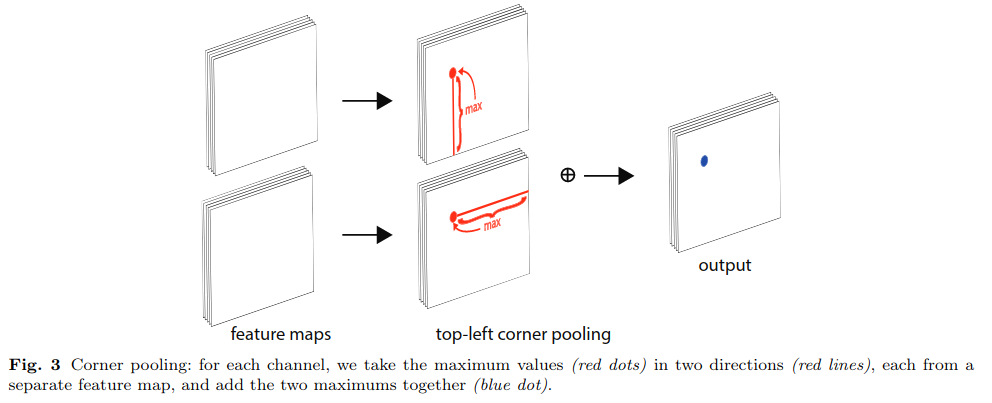 max
max
⊕
output
feature maps
top-left corner pooling
Fig. 3 Corner pooling: for each channel, we take the maximum values (red dots) in two directions (red lines), each from a
separate feature map, and add the two maximums together (blue dot).